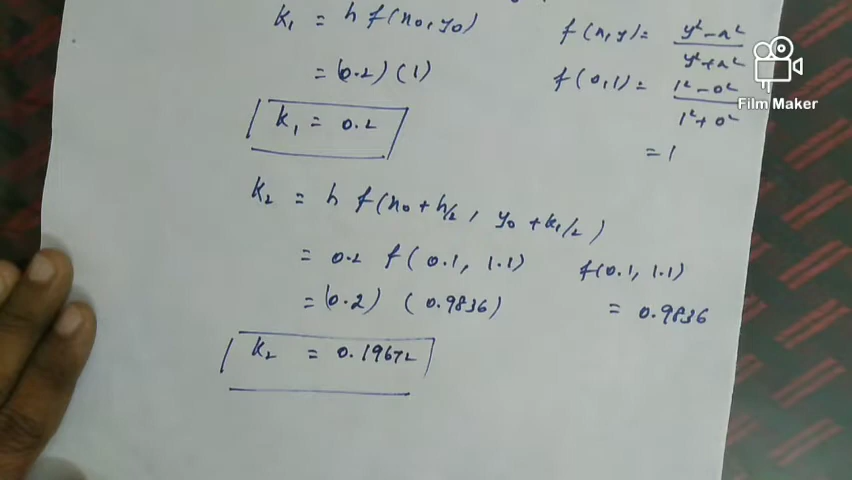 k₁ = h f(x₀, y₀)
f(x, y) = y² - x² / y² + x²
= (0.2) (1)
f(0, 1) = 1² - 0² / 1² + 0²
= 1
k₁ = 0.2
k₂ = h f(x₀ + h/2, y₀ + k₁/2)
= 0.2 f(0.1, 1.1)
f(0.1, 1.1)
= (0.2) (0.9836)
= 0.9836
k₂ = 0.19672
Film Maker